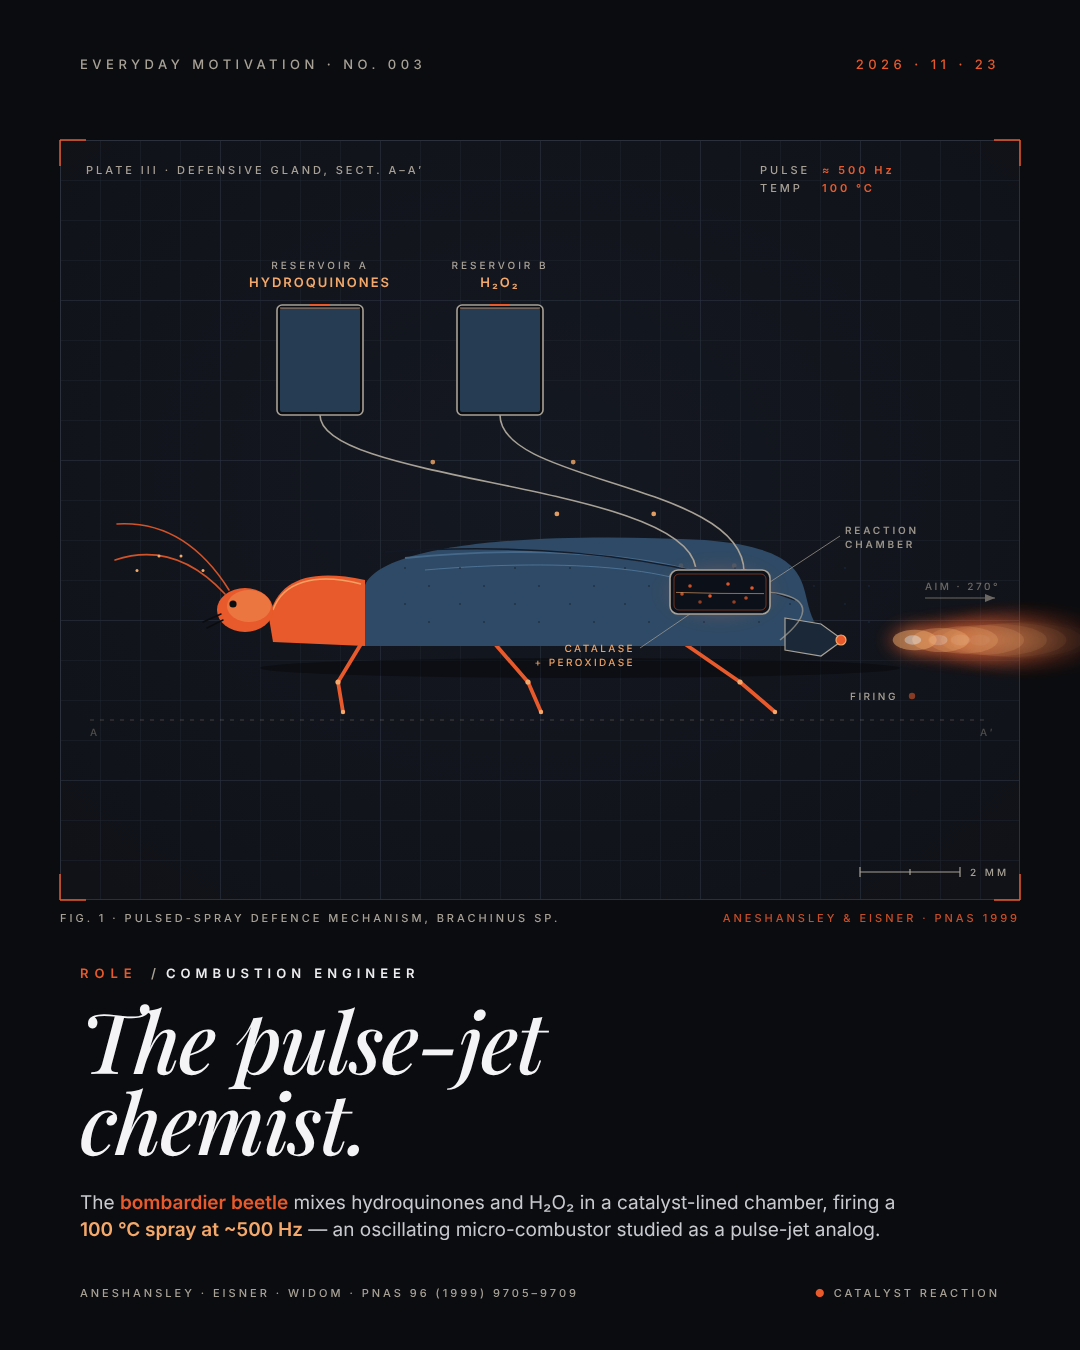 EVERYDAY MOTIVATION · NO. 003
2026 · 11 · 23
PLATE III · DEFENSIVE GLAND, SECT. A–A′
PULSE ≈ 500 Hz
TEMP 100 °C
RESERVOIR A
HYDROQUINONES
RESERVOIR B
H₂O₂
REACTION
CHAMBER
AIM · 270°
CATALASE
+ PEROXIDASE
FIRING
A
A′
2 MM
FIG. 1 · PULSED-SPRAY DEFENCE MECHANISM, BRACHINUS SP.
ANESHANSLEY & EISNER · PNAS 1999
ROLE / COMBUSTION ENGINEER
The pulse-jet
chemist.
The bombardier beetle mixes hydroquinones and H₂O₂ in a catalyst-lined chamber, firing a
100 °C spray at ~500 Hz — an oscillating micro-combustor studied as a pulse-jet analog.
ANESHANSLEY · EISNER · WIDOM · PNAS 96 (1999) 9705–9709
CATALYST REACTION